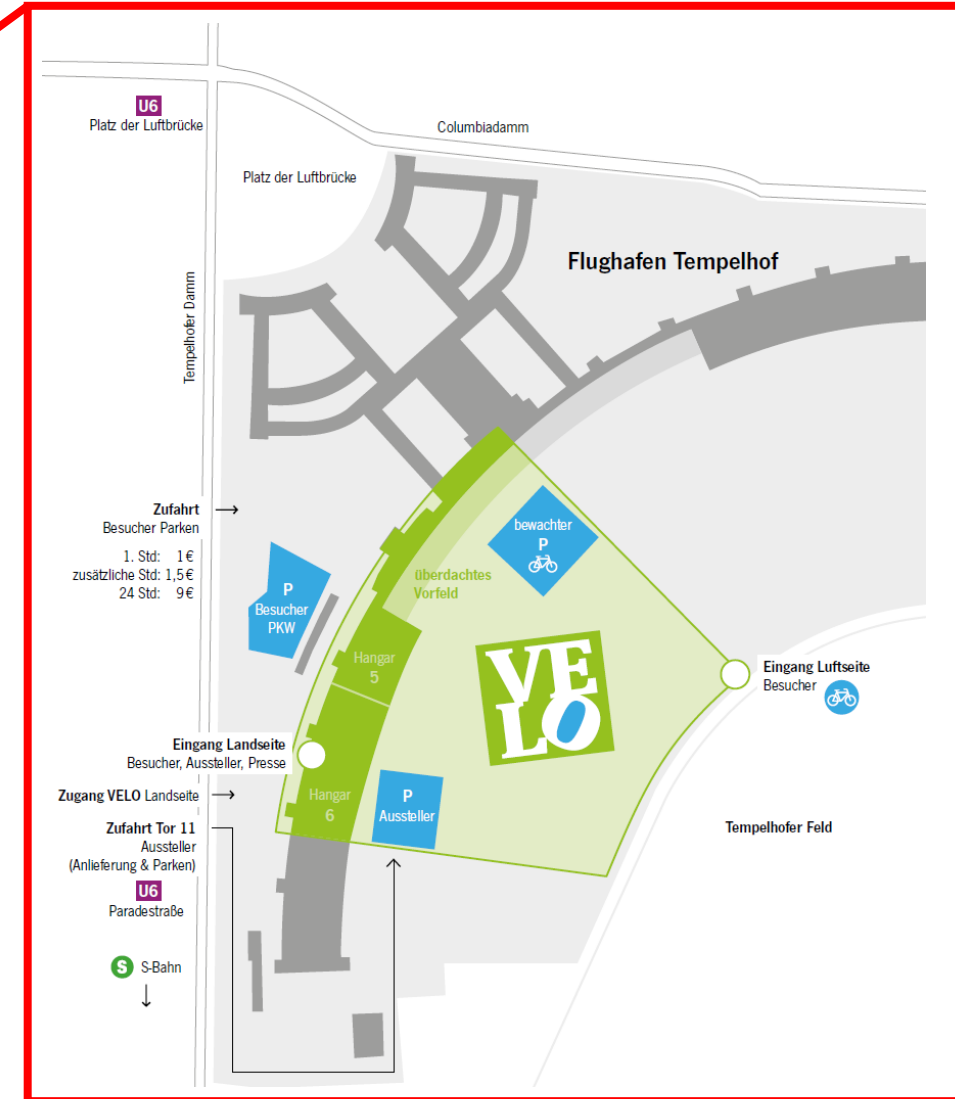 U6
Platz der Luftbrücke
Columbiadamm
Platz der Luftbrücke
Flughafen Tempelhof
Tempelhofer Damm
Zufahrt
Besucher Parken
1. Std: 1 €
zusätzliche Std: 1,5 €
24 Std: 9 €
bewachter
P
überdachtes
Vorfeld
P
Besucher
PKW
Hangar
5
VE
LO
Eingang Luftseite
Besucher
Eingang Landseite
Besucher, Aussteller, Presse
Zugang VELO Landseite
Hangar
6
P
Aussteller
Zufahrt Tor 11
Aussteller
(Anlieferung & Parken)
Tempelhofer Feld
U6
Paradestraße
S S-Bahn